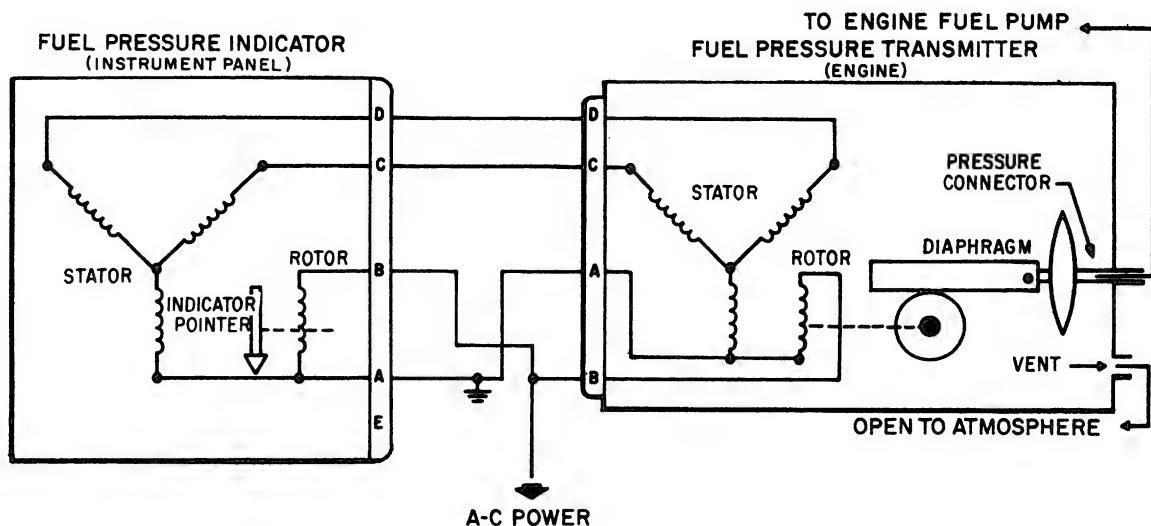 TO ENGINE FUEL PUMP
FUEL PRESSURE INDICATOR
(INSTRUMENT PANEL)
FUEL PRESSURE TRANSMITTER
(ENGINE)
D
D
C
C
PRESSURE
CONNECTOR
STATOR
DIAPHRAGM
STATOR
ROTOR
B
A
ROTOR
INDICATOR
POINTER
VENT
A
B
E
OPEN TO ATMOSPHERE
A-C POWER